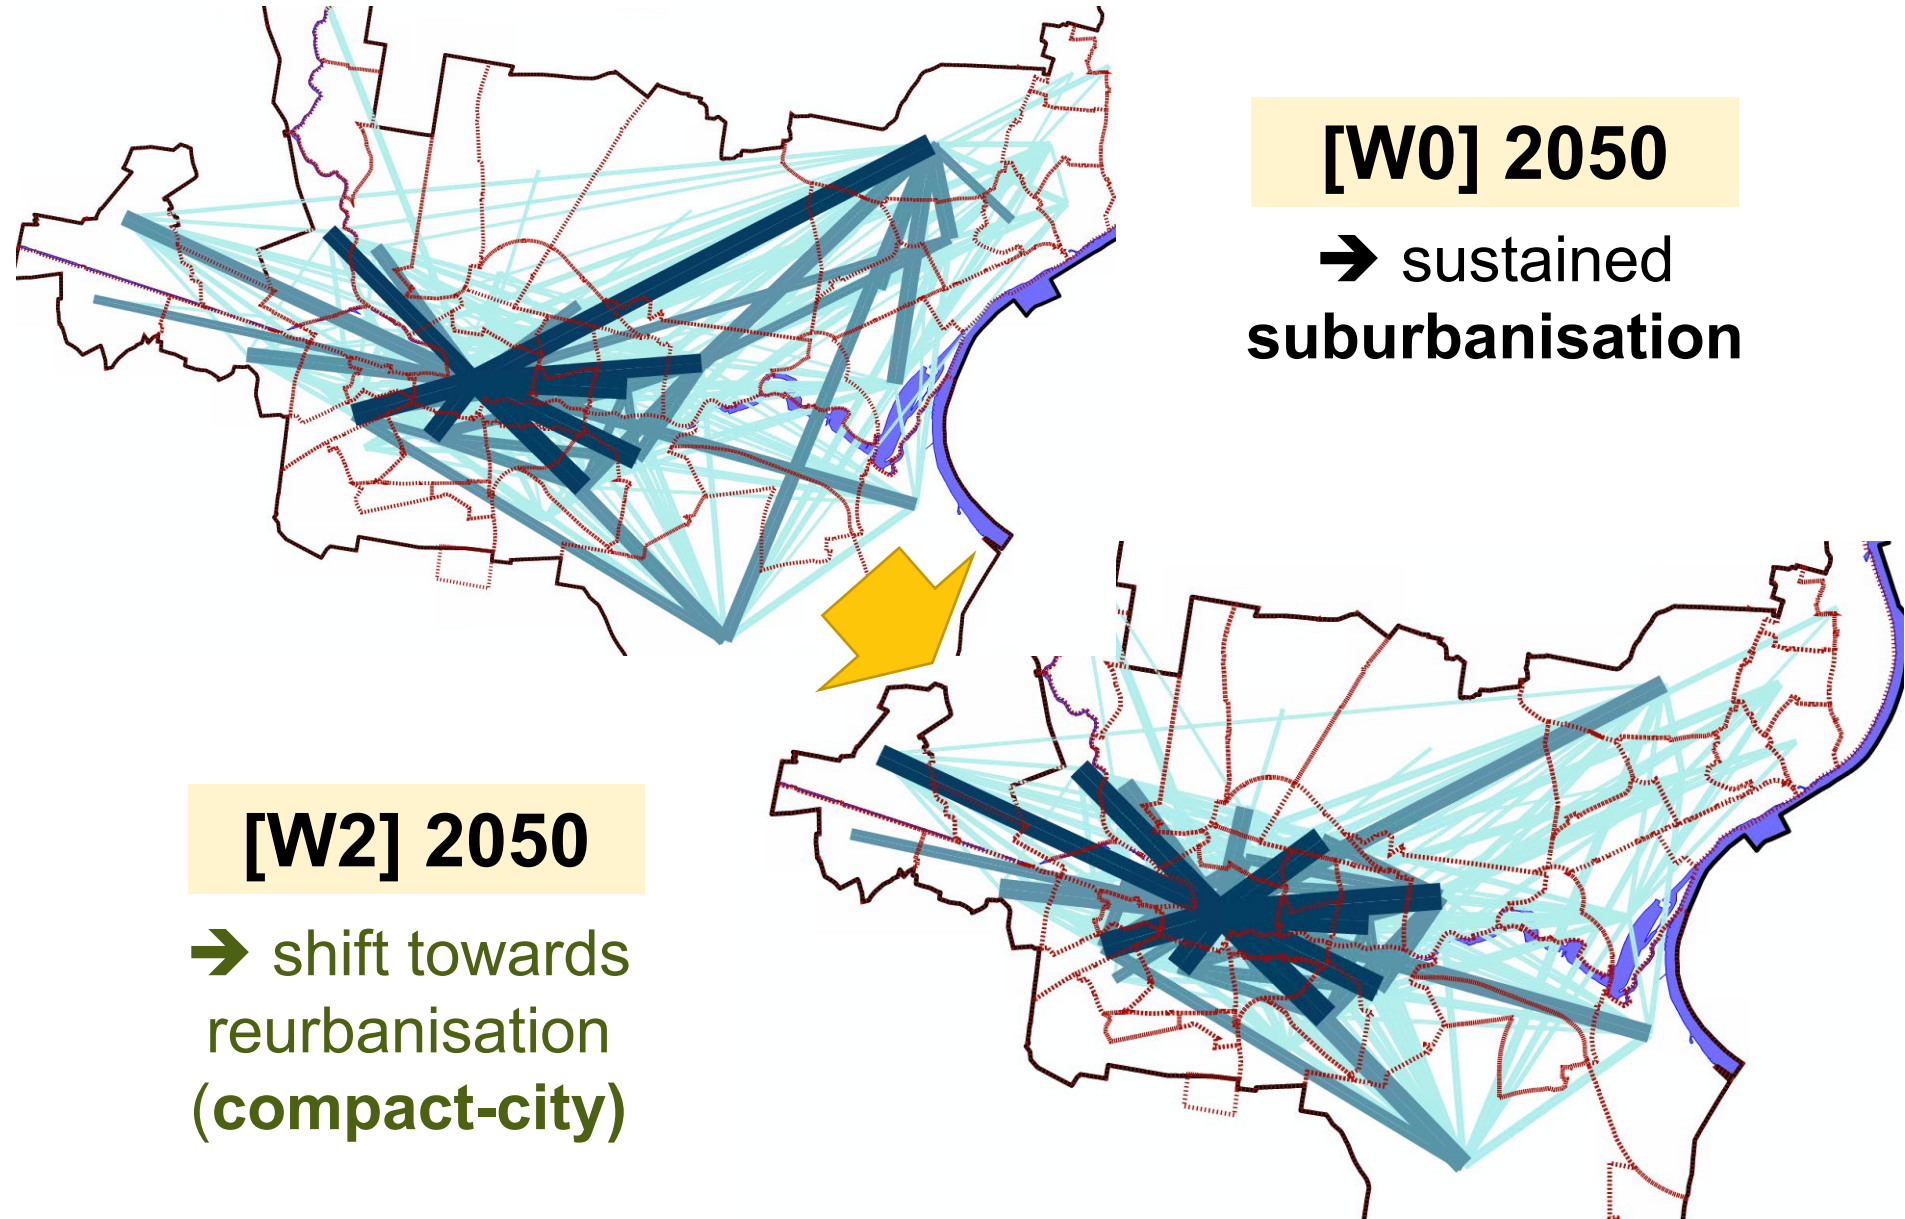 [W0] 2050
➔ sustained
suburbanisation
[W2] 2050
➔ shift towards
reurbanisation
(compact-city)